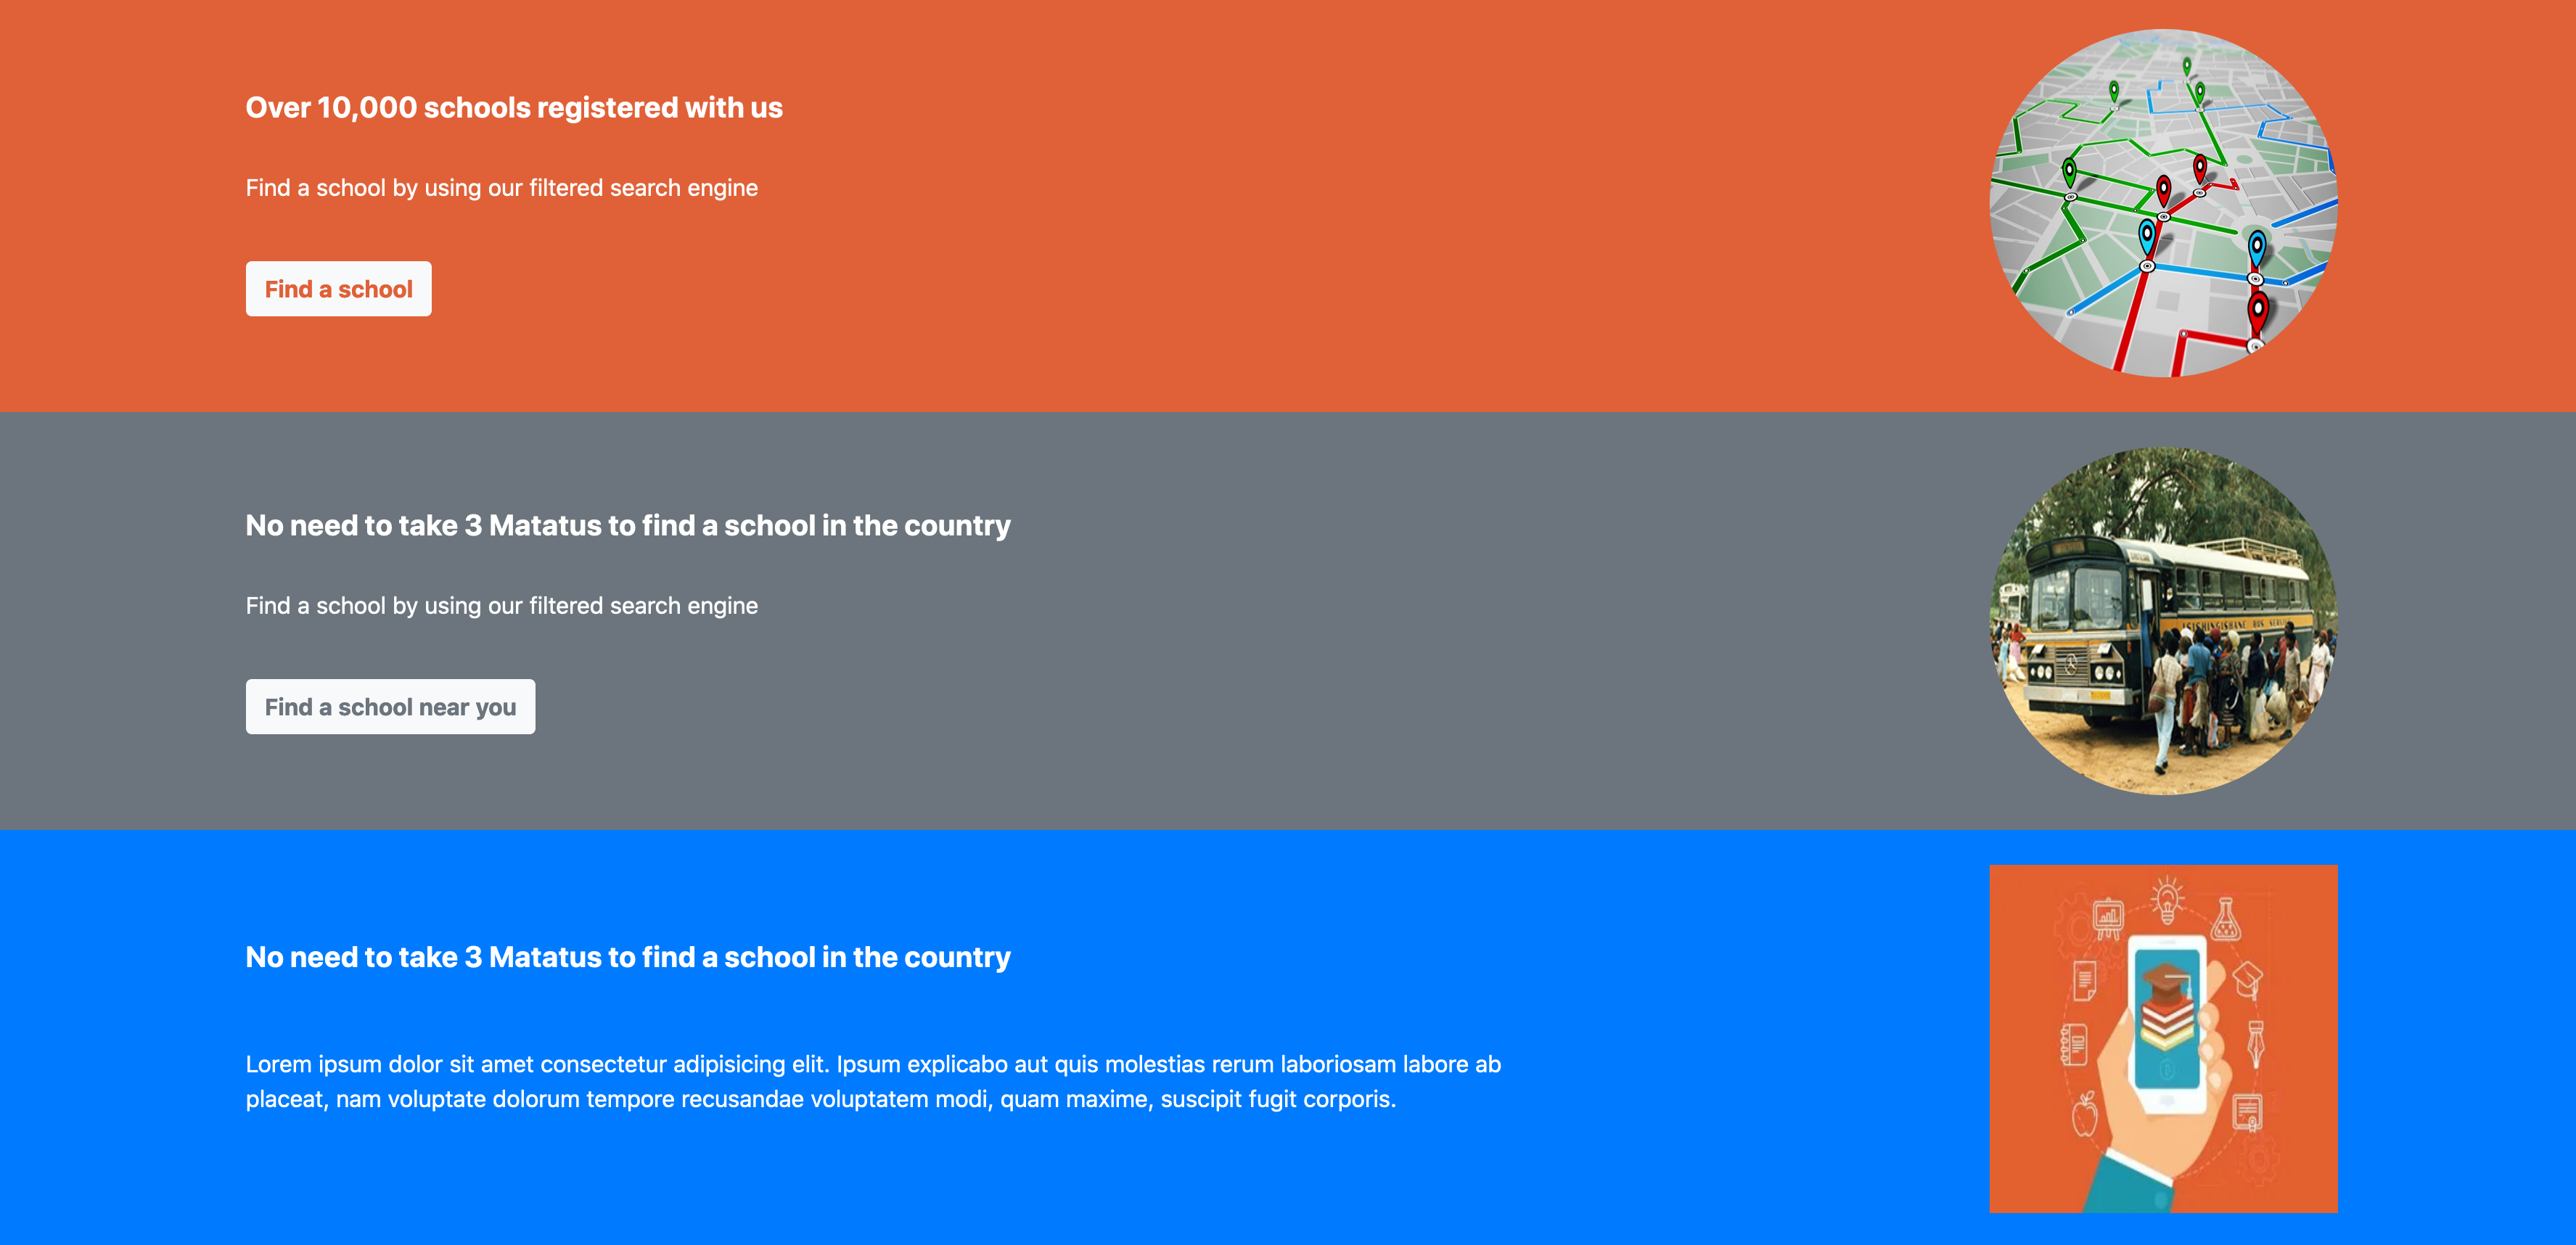 Over 10,000 schools registered with us
Find a school by using our filtered search engine
Find a school
No need to take 3 Matatus to find a school in the country
Find a school by using our filtered search engine
Find a school near you
No need to take 3 Matatus to find a school in the country
Lorem ipsum dolor sit amet consectetur adipisicing elit. Ipsum explicabo aut quis molestias rerum laboriosam labore ab
placeat, nam voluptate dolorum tempore recusandae voluptatem modi, quam maxime, suscipit fugit corporis.